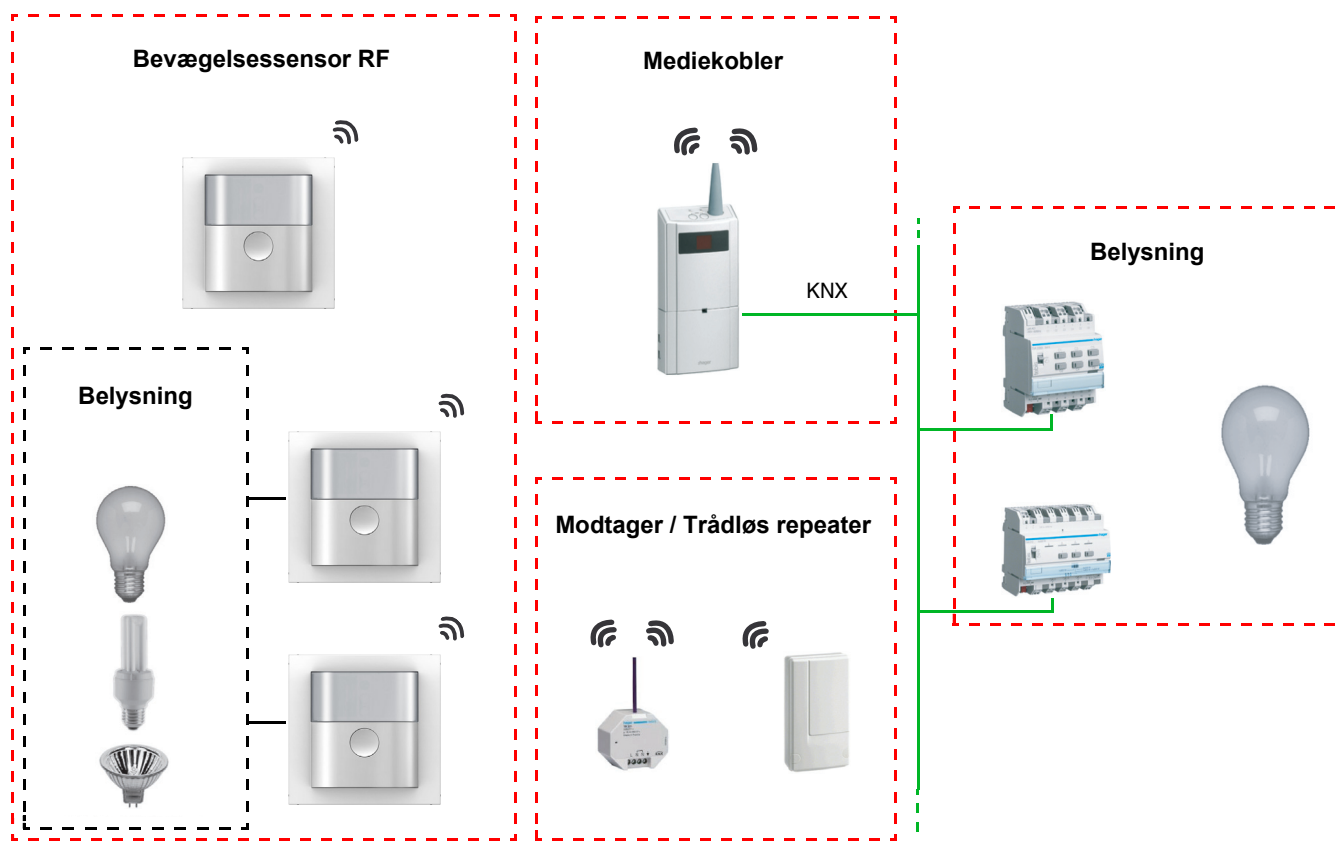 Bevægelsessensor RF
Mediekobler
KNX
Belysning
Belysning
Modtager / Trådløs repeater